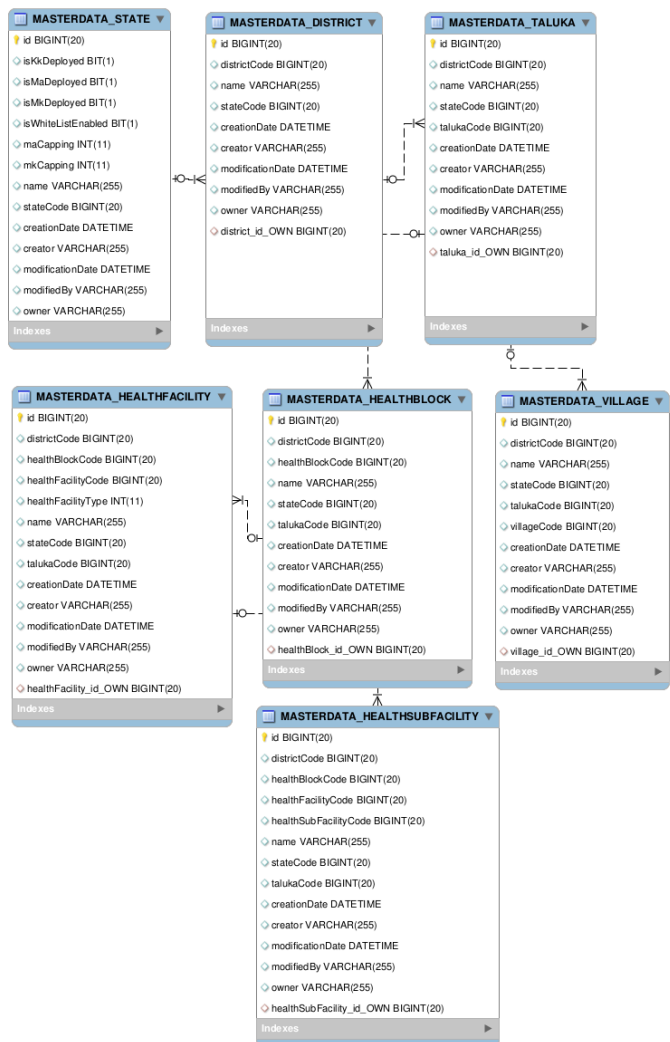 MASTERDATA_STATE
id BIGINT(20)
isKkDeployed BIT(1)
isMaDeployed BIT(1)
isMkDeployed BIT(1)
isWhiteListEnabled BIT(1)
maCapping INT(11)
mkCapping INT(11)
name VARCHAR(255)
stateCode BIGINT(20)
creationDate DATETIME
creator VARCHAR(255)
modificationDate DATETIME
modifiedBy VARCHAR(255)
owner VARCHAR(255)
Indexes
MASTERDATA_DISTRICT
id BIGINT(20)
districtCode BIGINT(20)
name VARCHAR(255)
stateCode BIGINT(20)
creationDate DATETIME
creator VARCHAR(255)
modificationDate DATETIME
modifiedBy VARCHAR(255)
owner VARCHAR(255)
district_id_OWN BIGINT(20)
Indexes
MASTERDATA_TALUKA
id BIGINT(20)
districtCode BIGINT(20)
name VARCHAR(255)
stateCode BIGINT(20)
talukaCode BIGINT(20)
creationDate DATETIME
creator VARCHAR(255)
modificationDate DATETIME
modifiedBy VARCHAR(255)
owner VARCHAR(255)
taluka_id_OWN BIGINT(20)
Indexes
MASTERDATA_HEALTHFACILITY
id BIGINT(20)
districtCode BIGINT(20)
healthBlockCode BIGINT(20)
healthFacilityCode BIGINT(20)
healthFacilityType INT(11)
name VARCHAR(255)
stateCode BIGINT(20)
talukaCode BIGINT(20)
creationDate DATETIME
creator VARCHAR(255)
modificationDate DATETIME
modifiedBy VARCHAR(255)
owner VARCHAR(255)
healthFacility_id_OWN BIGINT(20)
Indexes
MASTERDATA_HEALTHBLOCK
id BIGINT(20)
districtCode BIGINT(20)
healthBlockCode BIGINT(20)
name VARCHAR(255)
stateCode BIGINT(20)
talukaCode BIGINT(20)
creationDate DATETIME
creator VARCHAR(255)
modificationDate DATETIME
modifiedBy VARCHAR(255)
owner VARCHAR(255)
healthBlock_id_OWN BIGINT(20)
Indexes
MASTERDATA_VILLAGE
id BIGINT(20)
districtCode BIGINT(20)
name VARCHAR(255)
stateCode BIGINT(20)
talukaCode BIGINT(20)
villageCode BIGINT(20)
creationDate DATETIME
creator VARCHAR(255)
modificationDate DATETIME
modifiedBy VARCHAR(255)
owner VARCHAR(255)
village_id_OWN BIGINT(20)
Indexes
MASTERDATA_HEALTHSUBFACILITY
id BIGINT(20)
districtCode BIGINT(20)
healthBlockCode BIGINT(20)
healthFacilityCode BIGINT(20)
healthSubFacilityCode BIGINT(20)
name VARCHAR(255)
stateCode BIGINT(20)
talukaCode BIGINT(20)
creationDate DATETIME
creator VARCHAR(255)
modificationDate DATETIME
modifiedBy VARCHAR(255)
owner VARCHAR(255)
healthSubFacility_id_OWN BIGINT(20)
Indexes